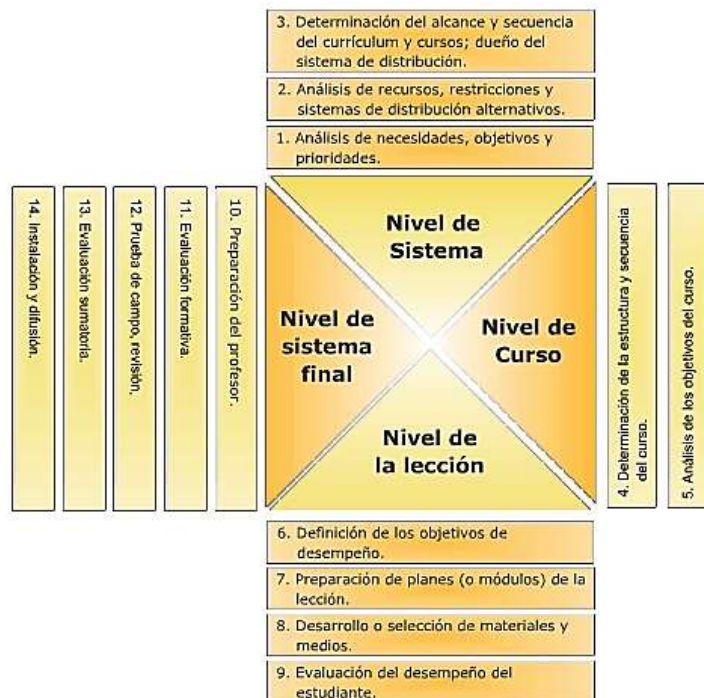 3. Determinación del alcance y secuencia
del currículum y cursos; dueño del
sistema de distribución.
2. Análisis de recursos, restricciones y
sistemas de distribución alternativos.
1. Análisis de necesidades, objetivos y
prioridades.
14. Instalación y difusión.
13. Evaluación sumatoria.
12. Prueba de campo, revisión.
11. Evaluación formativa.
10. Preparación del profesor.
Nivel de
Sistema
Nivel de
sistema
final
Nivel de
Curso
Nivel de
la lección
4. Determinación de la estructura y secuencia
del curso.
5. Análisis de los objetivos del curso.
6. Definición de los objetivos de
desempeño.
7. Preparación de planes (o módulos) de la
lección.
8. Desarrollo o selección de materiales y
medios.
9. Evaluación del desempeño del
estudiante.